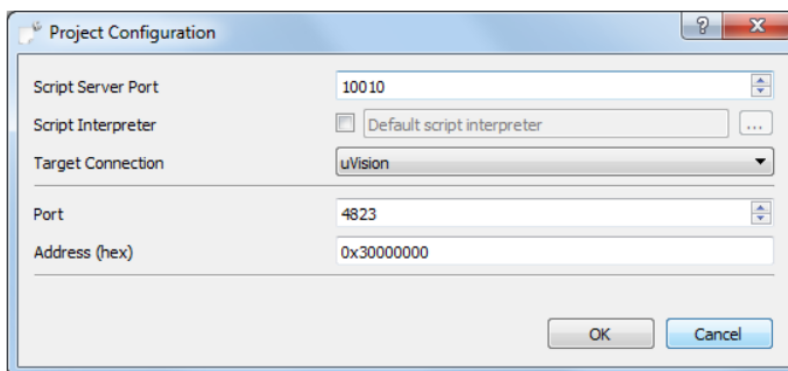 Project Configuration
Script Server Port 10010
Script Interpreter Default script interpreter ...
Target Connection uVision
Port 4823
Address (hex) 0x30000000
OK Cancel